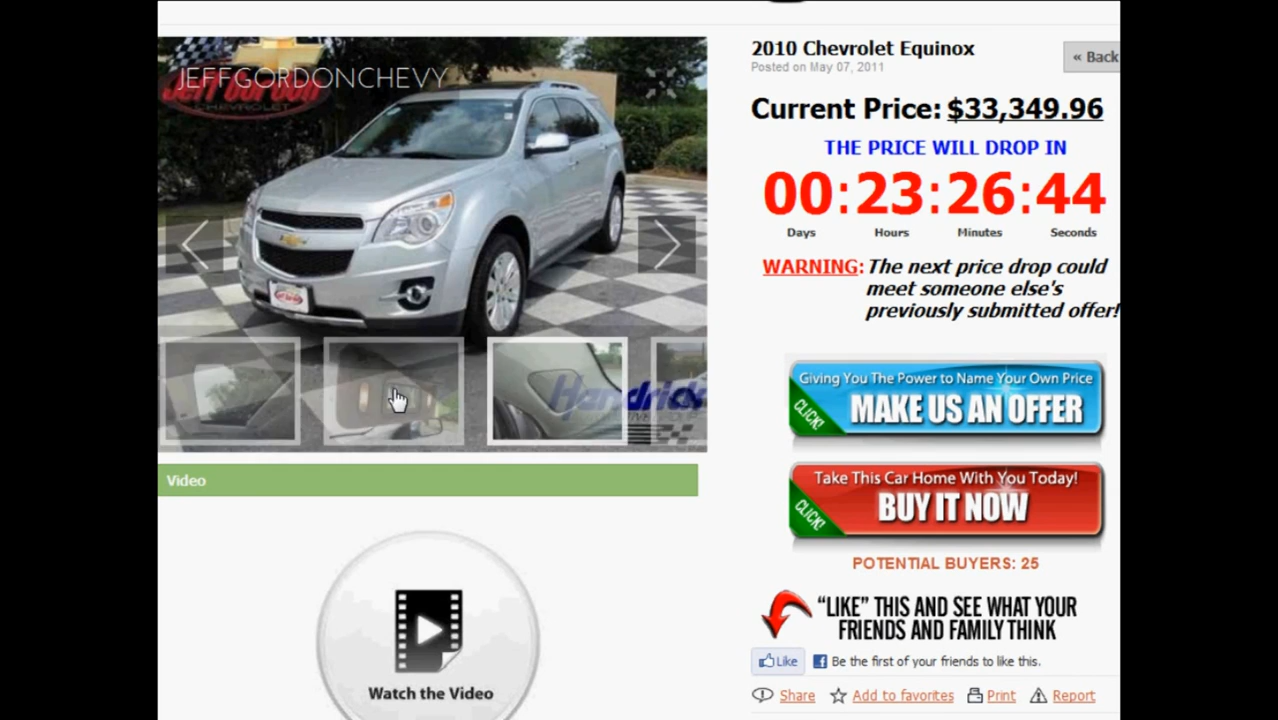 2010 Chevrolet Equinox
Posted on May 07, 2011
« Back
Current Price: $33,349.96
THE PRICE WILL DROP IN
00:23:26:44
Days Hours Minutes Seconds
WARNING: The next price drop could
meet someone else's
previously submitted offer!
JEFFGORDONCHEVY
Jeff Gordon
CHEVROLET
Hendrick
Giving You The Power to Name Your Own Price
CLICK! MAKE US AN OFFER
Take This Car Home With You Today!
CLICK! BUY IT NOW
POTENTIAL BUYERS: 25
"LIKE" THIS AND SEE WHAT YOUR
FRIENDS AND FAMILY THINK
Like Be the first of your friends to like this.
Share Add to favorites Print Report
Video
Watch the Video